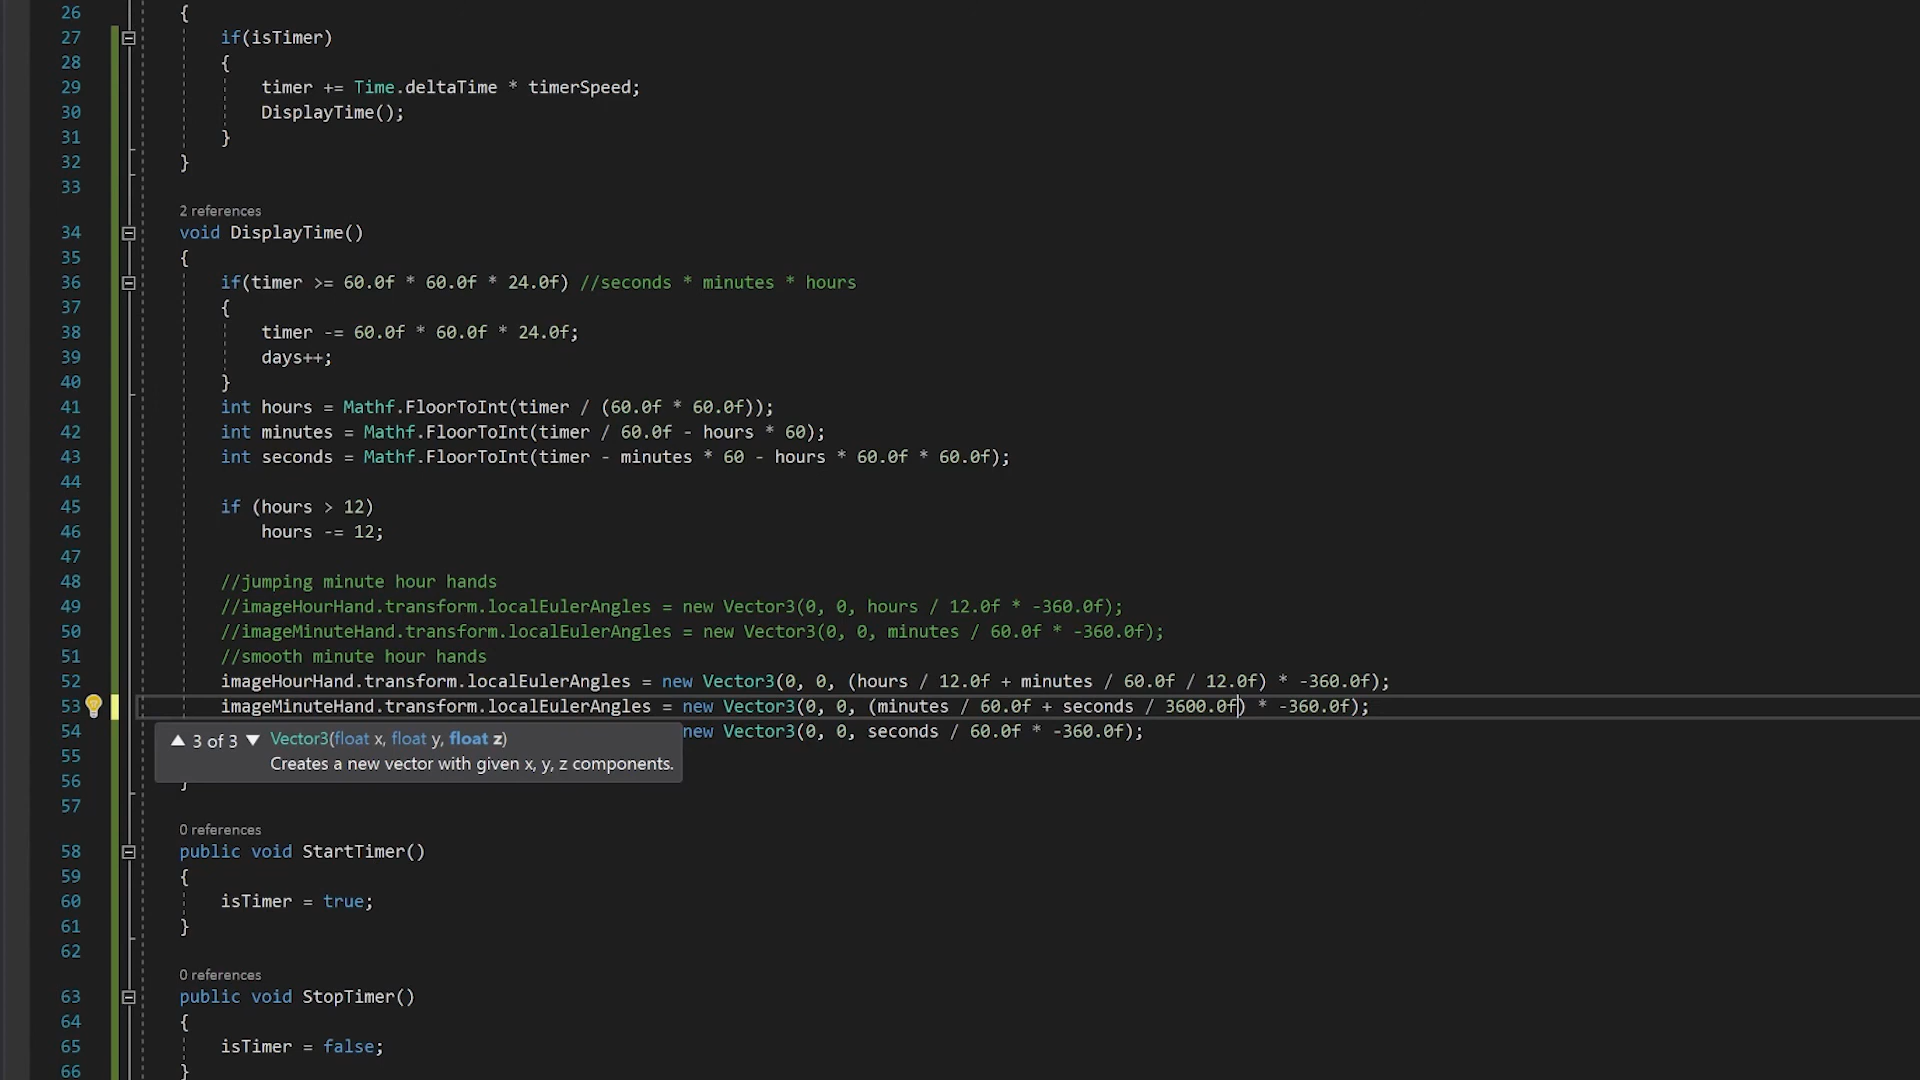 26 {
27 if(isTimer)
28 {
29 timer += Time.deltaTime * timerSpeed;
30 DisplayTime();
31 }
32 }
33
2 references
34 void DisplayTime()
35 {
36 if(timer >= 60.0f * 60.0f * 24.0f) //seconds * minutes * hours
37 {
38 timer -= 60.0f * 60.0f * 24.0f;
39 days++;
40 }
41 int hours = Mathf.FloorToInt(timer / (60.0f * 60.0f));
42 int minutes = Mathf.FloorToInt(timer / 60.0f - hours * 60);
43 int seconds = Mathf.FloorToInt(timer - minutes * 60 - hours * 60.0f * 60.0f);
44
45 if (hours > 12)
46 hours -= 12;
47
48 //jumping minute hour hands
49 //imageHourHand.transform.localEulerAngles = new Vector3(0, 0, hours / 12.0f * -360.0f);
50 //imageMinuteHand.transform.localEulerAngles = new Vector3(0, 0, minutes / 60.0f * -360.0f);
51 //smooth minute hour hands
52 imageHourHand.transform.localEulerAngles = new Vector3(0, 0, (hours / 12.0f + minutes / 60.0f / 12.0f) * -360.0f);
53 imageMinuteHand.transform.localEulerAngles = new Vector3(0, 0, (minutes / 60.0f + seconds / 3600.0f) * -360.0f);
54 new Vector3(0, 0, seconds / 60.0f * -360.0f);
▲ 3 of 3 ▼ Vector3(float x, float y, float z)
Creates a new vector with given x, y, z components.
55
56 }
57
0 references
58 public void StartTimer()
59 {
60 isTimer = true;
61 }
62
0 references
63 public void StopTimer()
64 {
65 isTimer = false;
66 }